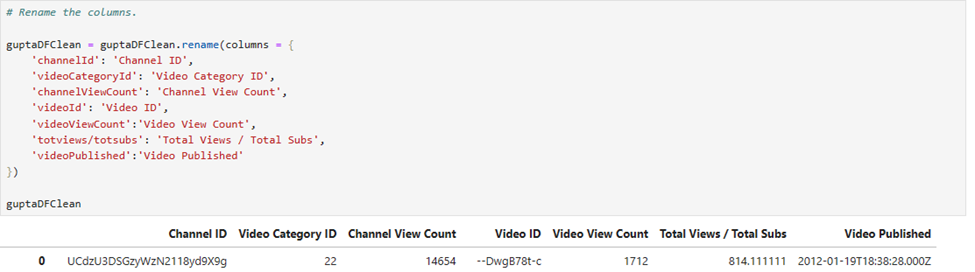 # Rename the columns.
guptaDFClean = guptaDFClean.rename(columns = {
'channelId': 'Channel ID',
'videoCategoryId': 'Video Category ID',
'channelViewCount': 'Channel View Count',
'videoId': 'Video ID',
'videoViewCount':'Video View Count',
'totviews/totsubs': 'Total Views / Total Subs',
'videoPublished':'Video Published'
})
guptaDFClean
Channel ID Video Category ID Channel View Count Video ID Video View Count Total Views / Total Subs Video Published
0 UCdzU3DSGzyWzN2118yd9X9g 22 14654 --DwgB78t-c 1712 814.111111 2012-01-19T18:38:28.000Z